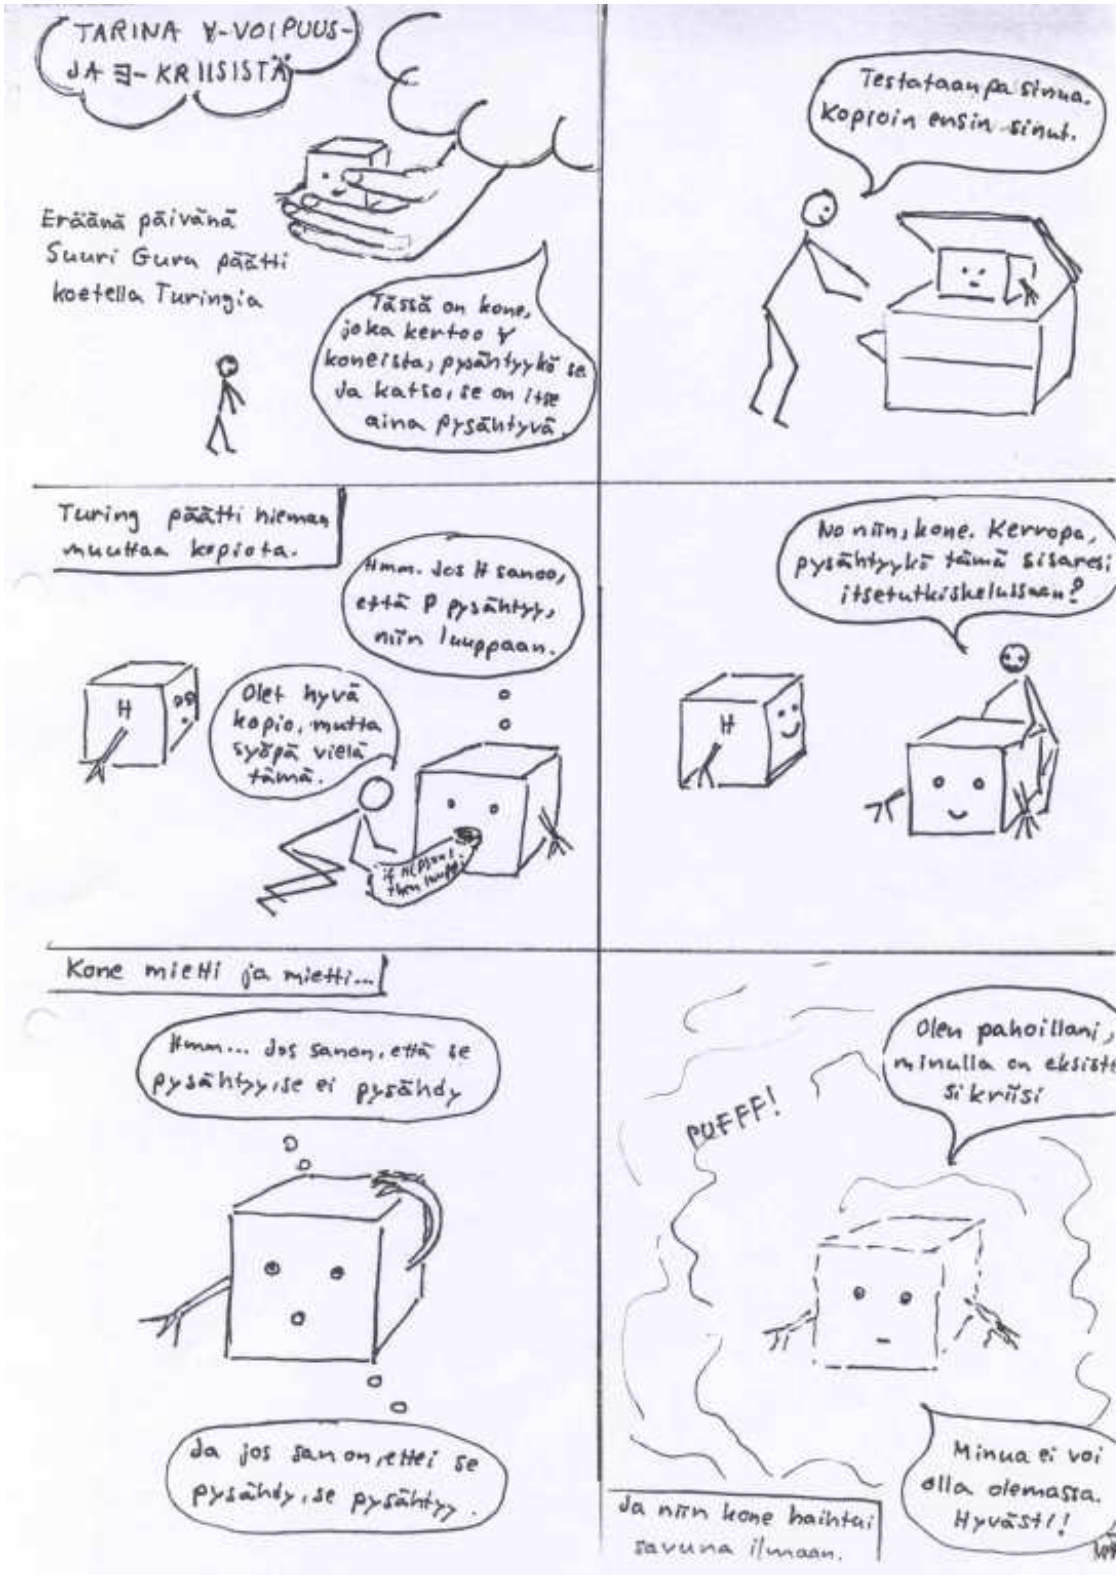 TARINA ∀-VOIPUUS-
JA ∃-KRIISISTÄ
Eräänä päivänä
Suuri Guru päätti
koetella Turingia
Tässä on kone,
joka kertoo ∀
koneista, pysähtyykö se
Ja katso, se on itse
aina pysähtyvä.
Testataanpa sinua.
Kopioin ensin sinut.
Turing päätti hieman
muuttaa kopiota.
Hmm. Jos H sanoo,
että P pysähtyy,
niin luuppaan.
H
Olet hyvä
kopio, mutta
syöpä vielä
tämä.
then
No niin, kone. Kerropa,
pysähtyykö tämä sisaresi
itsetutkiskelussaan?
H
Kone mietti ja mietti...
Hmm... Jos sanon, että se
pysähtyy, se ei pysähdy
Ja jos sanon, ettei se
pysähdy, se pysähtyy.
Olen pahoillani,
minulla on eksiste
si kriisi
PUFFF!
Minua ei voi
olla olemassa.
Hyvästi!
Ja niin kone haihtui
savuna ilmaan.